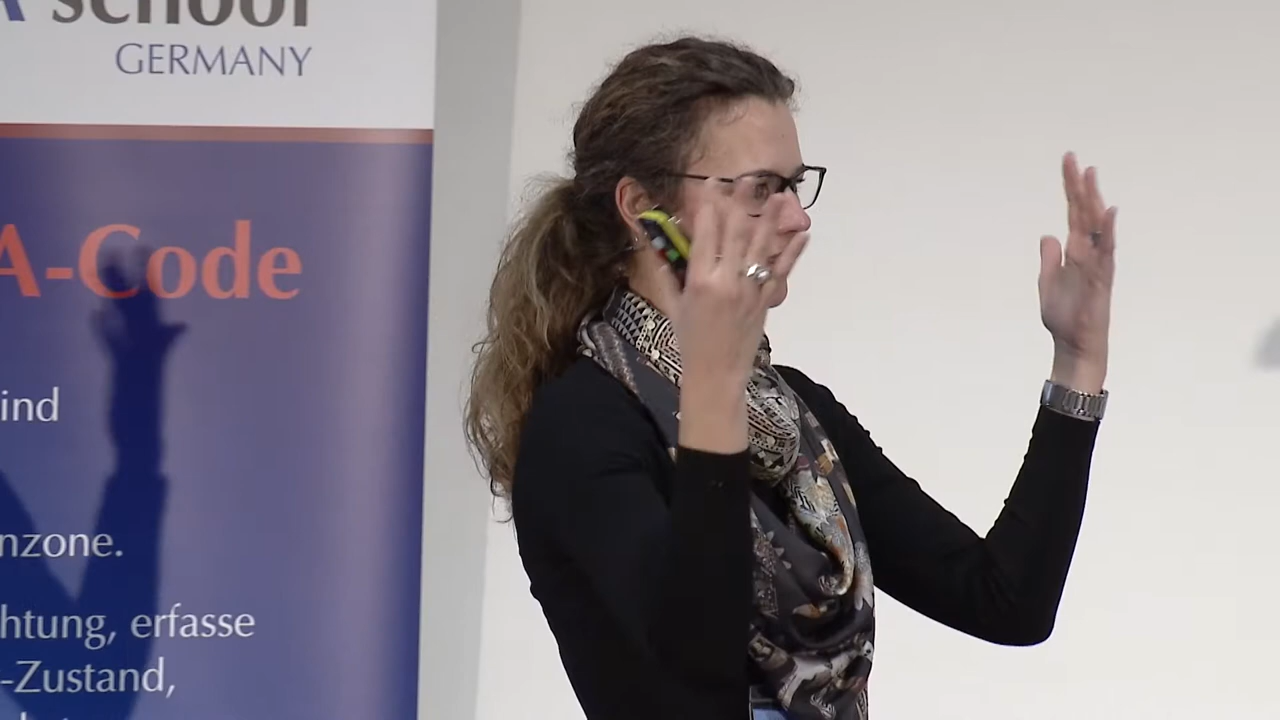 A school
GERMANY
A-Code
ind
nzone.
htung, erfasse
-Zustand,